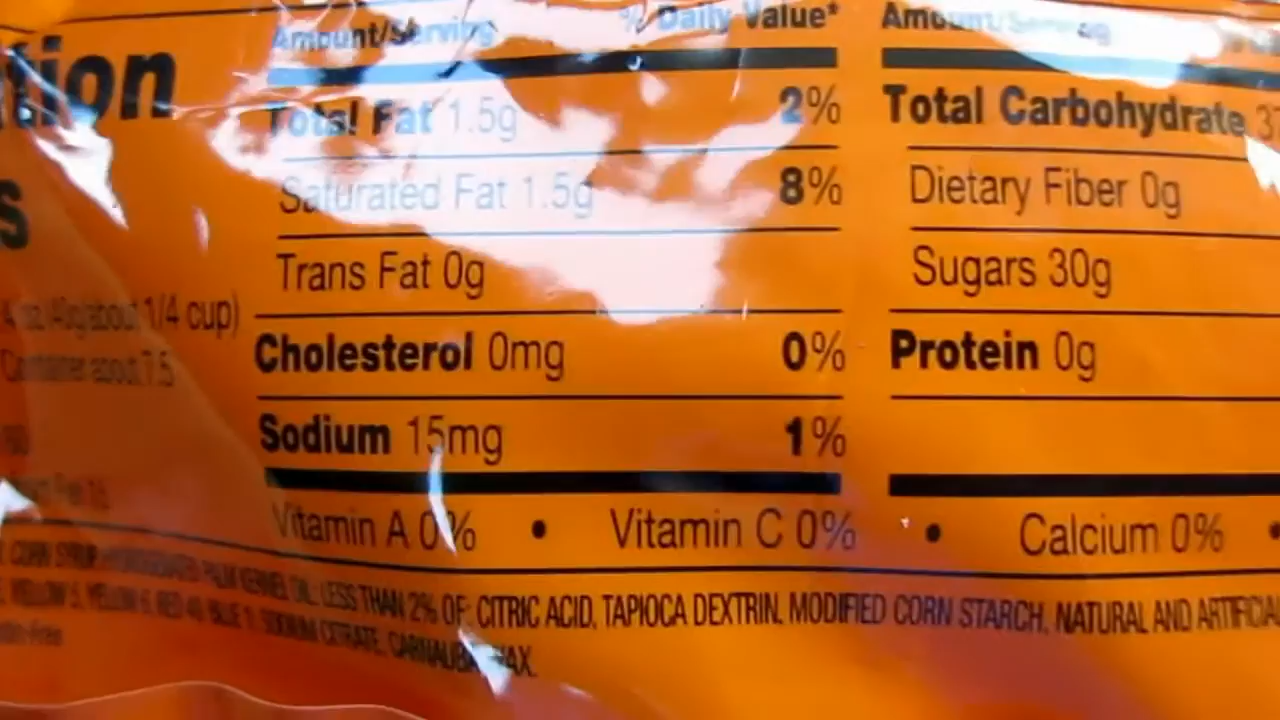 tion
s
Amount/Serving % Daily Value*
Total Fat 1.5g 2%
Saturated Fat 1.5g 8%
Trans Fat 0g
Cholesterol 0mg 0%
Sodium 15mg 1%
Amount/Serving
Total Carbohydrate
Dietary Fiber 0g
Sugars 30g
Protein 0g
about 1/4 cup)
Container about 7.5
Vitamin A 0% • Vitamin C 0% • Calcium 0% •
CORN SYRUP, HYDROGENATED PALM KERNEL OIL, LESS THAN 2% OF: CITRIC ACID, TAPIOCA DEXTRIN, MODIFIED CORN STARCH, NATURAL AND ARTIFICIAL
YELLOW 5, YELLOW 6, RED 40, BLUE 1, SODIUM CITRATE, CARNAUBA WAX.